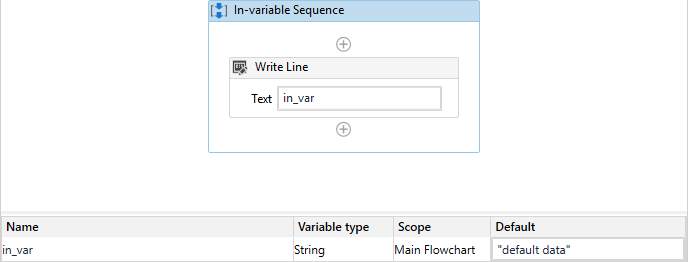 In-variable Sequence
Write Line
Text in_var
Name Variable type Scope Default
in_var String Main Flowchart "default data"